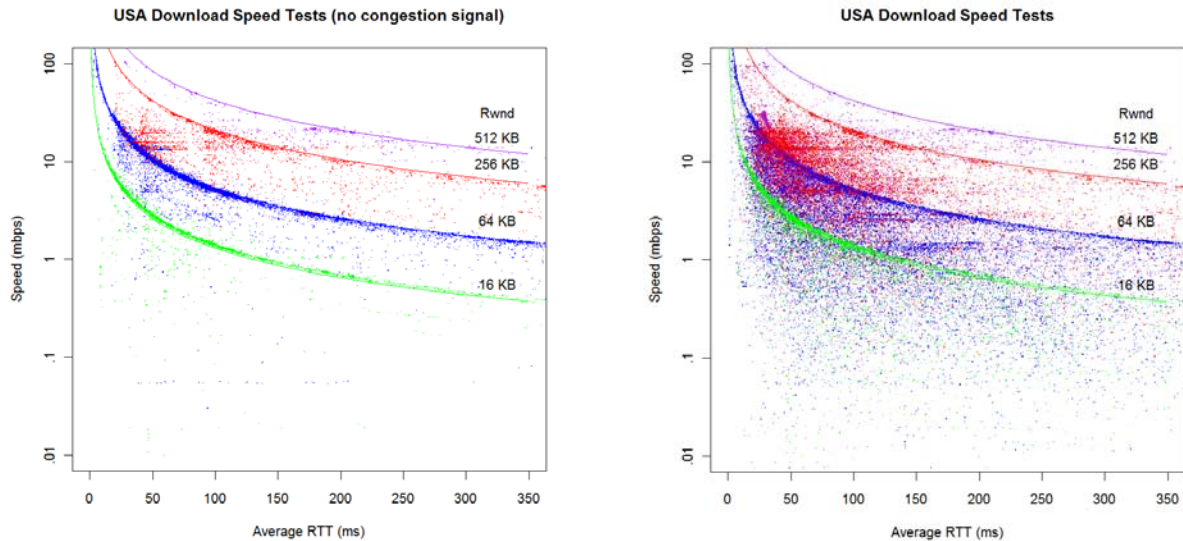 USA Download Speed Tests (no congestion signal)
100
10
1
.1
.01
Speed (mbps)
Rwnd
512 KB
256 KB
64 KB
16 KB
0 50 100 150 200 250 300 350
Average RTT (ms)
USA Download Speed Tests
100
10
1
.1
.01
Speed (mbps)
Rwnd
512 KB
256 KB
64 KB
16 KB
0 50 100 150 200 250 300 350
Average RTT (ms)